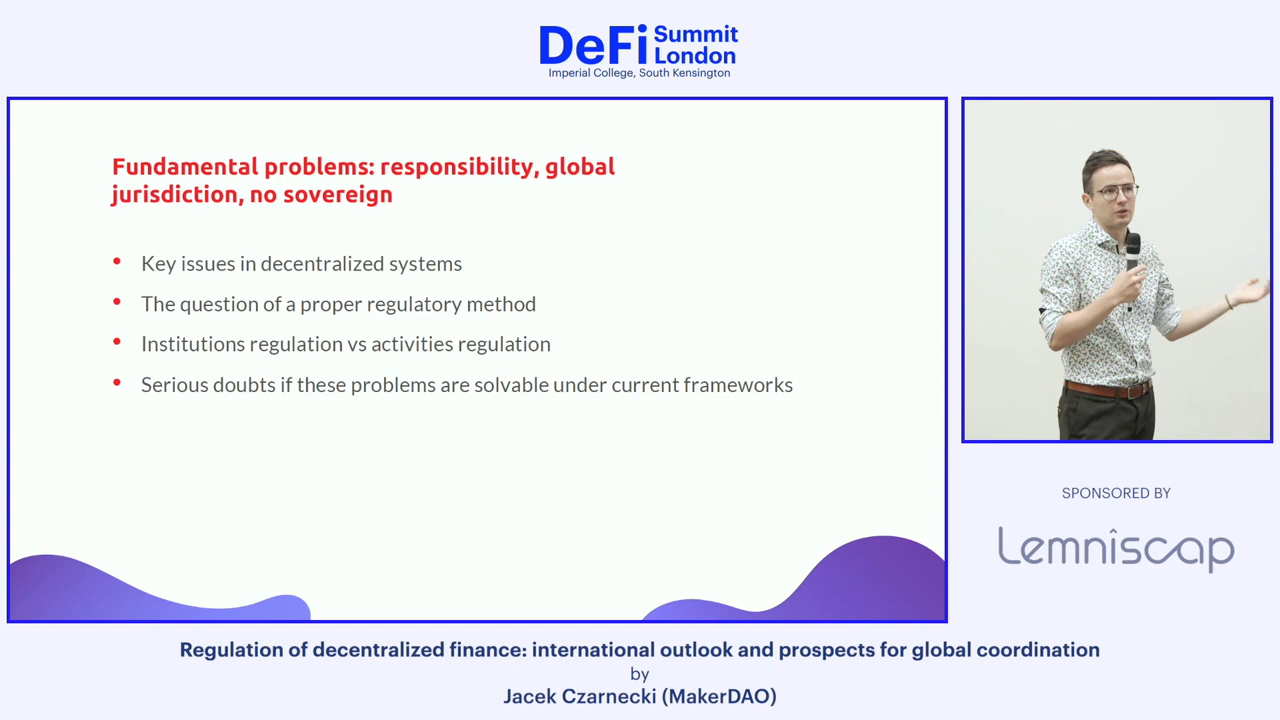 DeFi Summit
London
Imperial College, South Kensington
Fundamental problems: responsibility, global
jurisdiction, no sovereign
• Key issues in decentralized systems
• The question of a proper regulatory method
• Institutions regulation vs activities regulation
• Serious doubts if these problems are solvable under current frameworks
SPONSORED BY
Lemniscap
Regulation of decentralized finance: international outlook and prospects for global coordination
by
Jacek Czarnecki (MakerDAO)